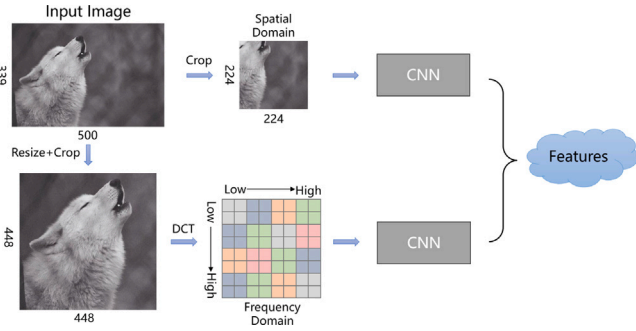 Input Image
339
500
Crop
Spatial
Domain
224
224
CNN
Resize+Crop
448
448
DCT
Low
High
Low
High
Frequency
Domain
CNN
Features